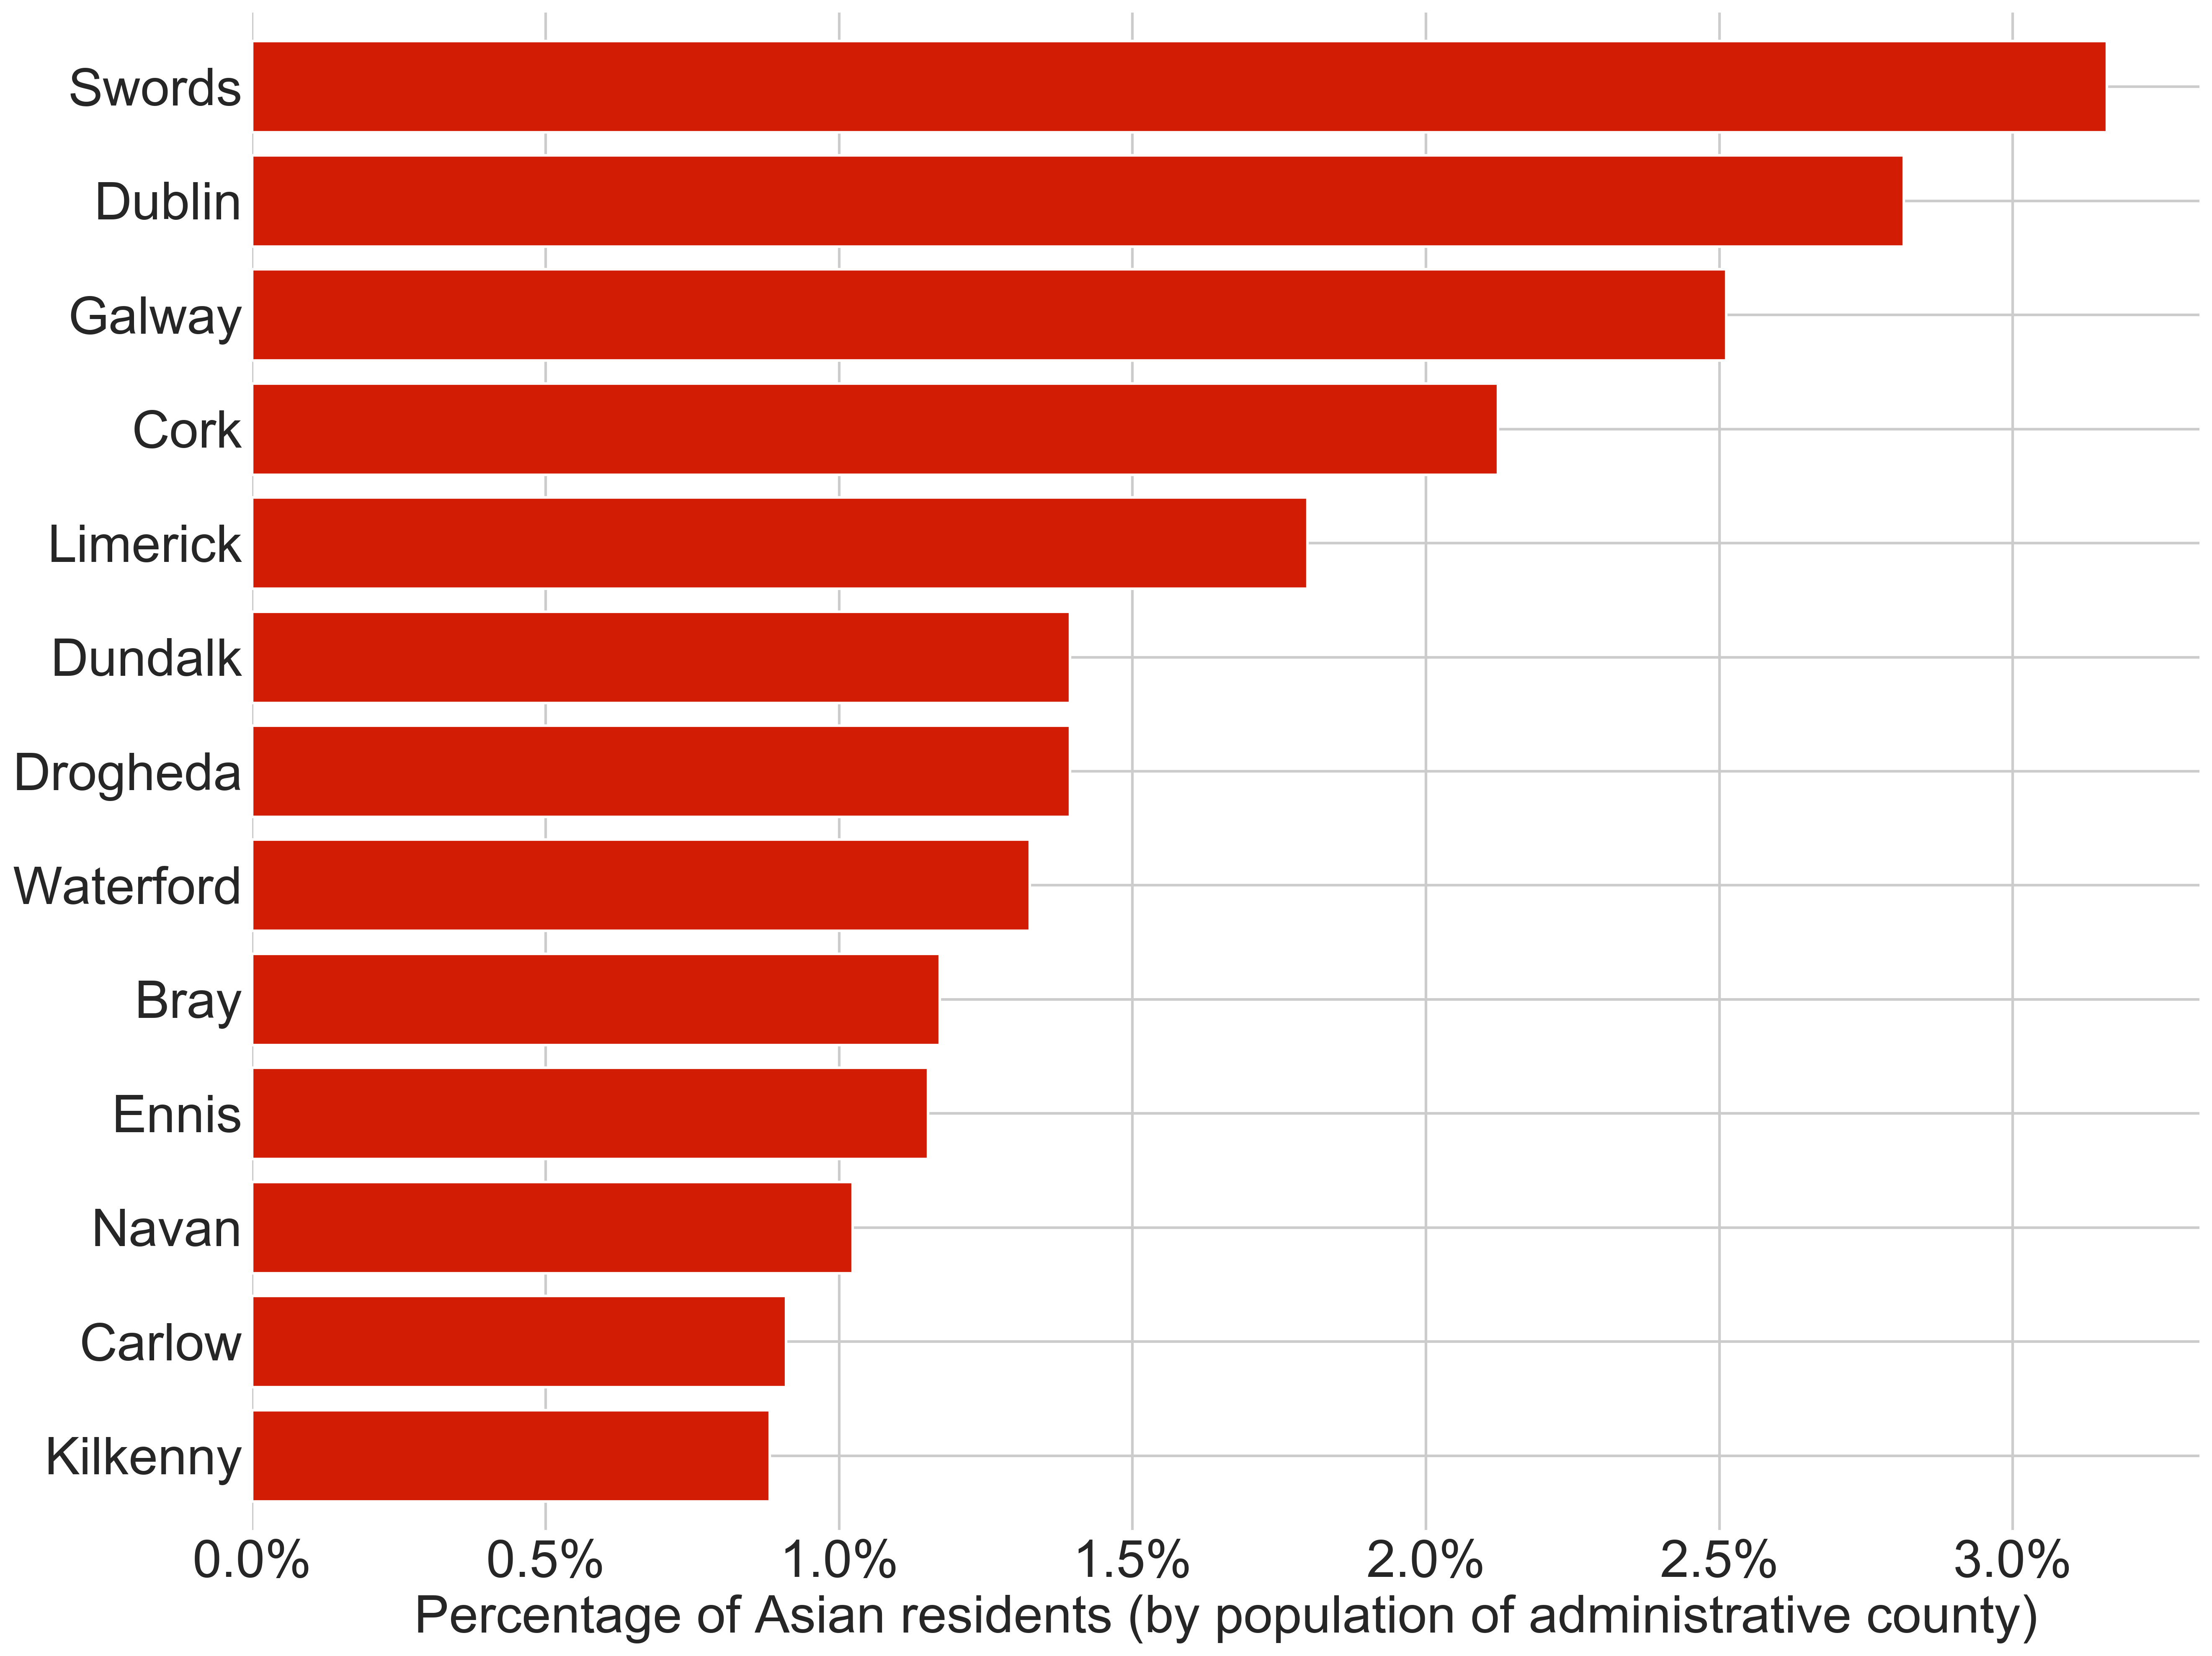 Swords
Dublin
Galway
Cork
Limerick
Dundalk
Drogheda
Waterford
Bray
Ennis
Navan
Carlow
Kilkenny
0.0% 0.5% 1.0% 1.5% 2.0% 2.5% 3.0%
Percentage of Asian residents (by population of administrative county)